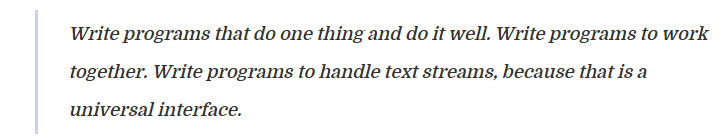 Write programs that do one thing and do it well. Write programs to work
together. Write programs to handle text streams, because that is a
universal interface.